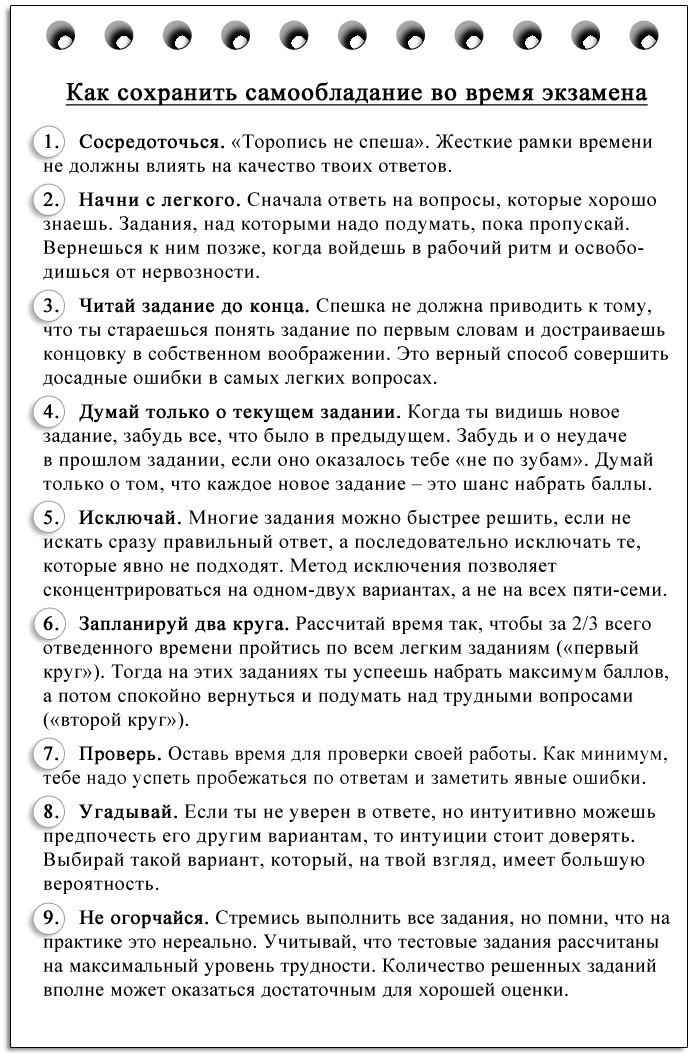 Как сохранить самообладание во время экзамена
1. Сосредоточься. «Торопись не спеша». Жесткие рамки времени
не должны влиять на качество твоих ответов.
2. Начни с легкого. Сначала ответь на вопросы, которые хорошо
знаешь. Задания, над которыми надо подумать, пока пропускай.
Вернешься к ним позже, когда войдешь в рабочий ритм и освобо-
дишься от нервозности.
3. Читай задание до конца. Спешка не должна приводить к тому,
что ты стараешься понять задание по первым словам и достраиваешь
концовку в собственном воображении. Это верный способ совершить
досадные ошибки в самых легких вопросах.
4. Думай только о текущем задании. Когда ты видишь новое
задание, забудь все, что было в предыдущем. Забудь и о неудаче
в прошлом задании, если оно оказалось тебе «не по зубам». Думай
только о том, что каждое новое задание – это шанс набрать баллы.
5. Исключай. Многие задания можно быстрее решить, если не
искать сразу правильный ответ, а последовательно исключать те,
которые явно не подходят. Метод исключения позволяет
сконцентрироваться на одном-двух вариантах, а не на всех пяти-семи.
6. Запланируй два круга. Рассчитай время так, чтобы за 2/3 всего
отведенного времени пройтись по всем легким заданиям («первый
круг»). Тогда на этих заданиях ты успеешь набрать максимум баллов,
а потом спокойно вернуться и подумать над трудными вопросами
(«второй круг»).
7. Проверь. Оставь время для проверки своей работы. Как минимум,
тебе надо успеть пробежаться по ответам и заметить явные ошибки.
8. Угадывай. Если ты не уверен в ответе, но интуитивно можешь
предпочесть его другим вариантам, то интуиции стоит доверять.
Выбирай такой вариант, который, на твой взгляд, имеет большую
вероятность.
9. Не огорчайся. Стремись выполнить все задания, но помни, что на
практике это нереально. Учитывай, что тестовые задания рассчитаны
на максимальный уровень трудности. Количество решенных заданий
вполне может оказаться достаточным для хорошей оценки.